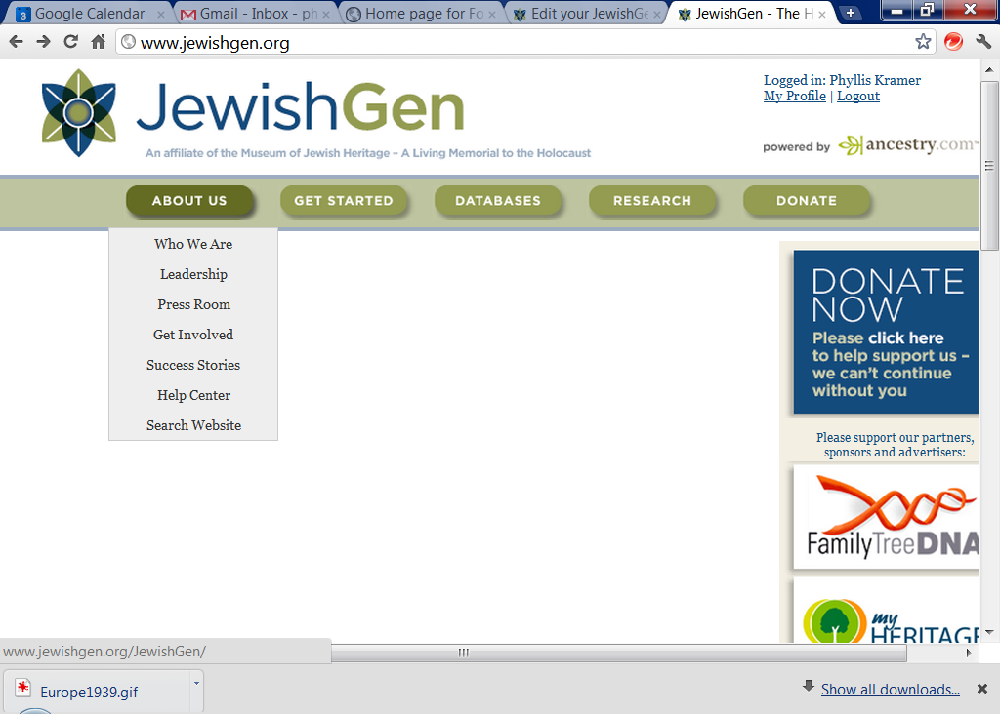 3 Google Calendar
Gmail - Inbox - ph
Home page for Fo
Edit your JewishGe
JewishGen - The H
www.jewishgen.org
JewishGen
An affiliate of the Museum of Jewish Heritage – A Living Memorial to the Holocaust
Logged in: Phyllis Kramer
My Profile | Logout
powered by ancestry.com
ABOUT US
GET STARTED
DATABASES
RESEARCH
DONATE
Who We Are
Leadership
Press Room
Get Involved
Success Stories
Help Center
Search Website
DONATE
NOW
Please click here
to help support us –
we can't continue
without you
Please support our partners,
sponsors and advertisers:
FamilyTreeDNA
my
HERITAGE
www.jewishgen.org/JewishGen/
Europe1939.gif
Show all downloads...